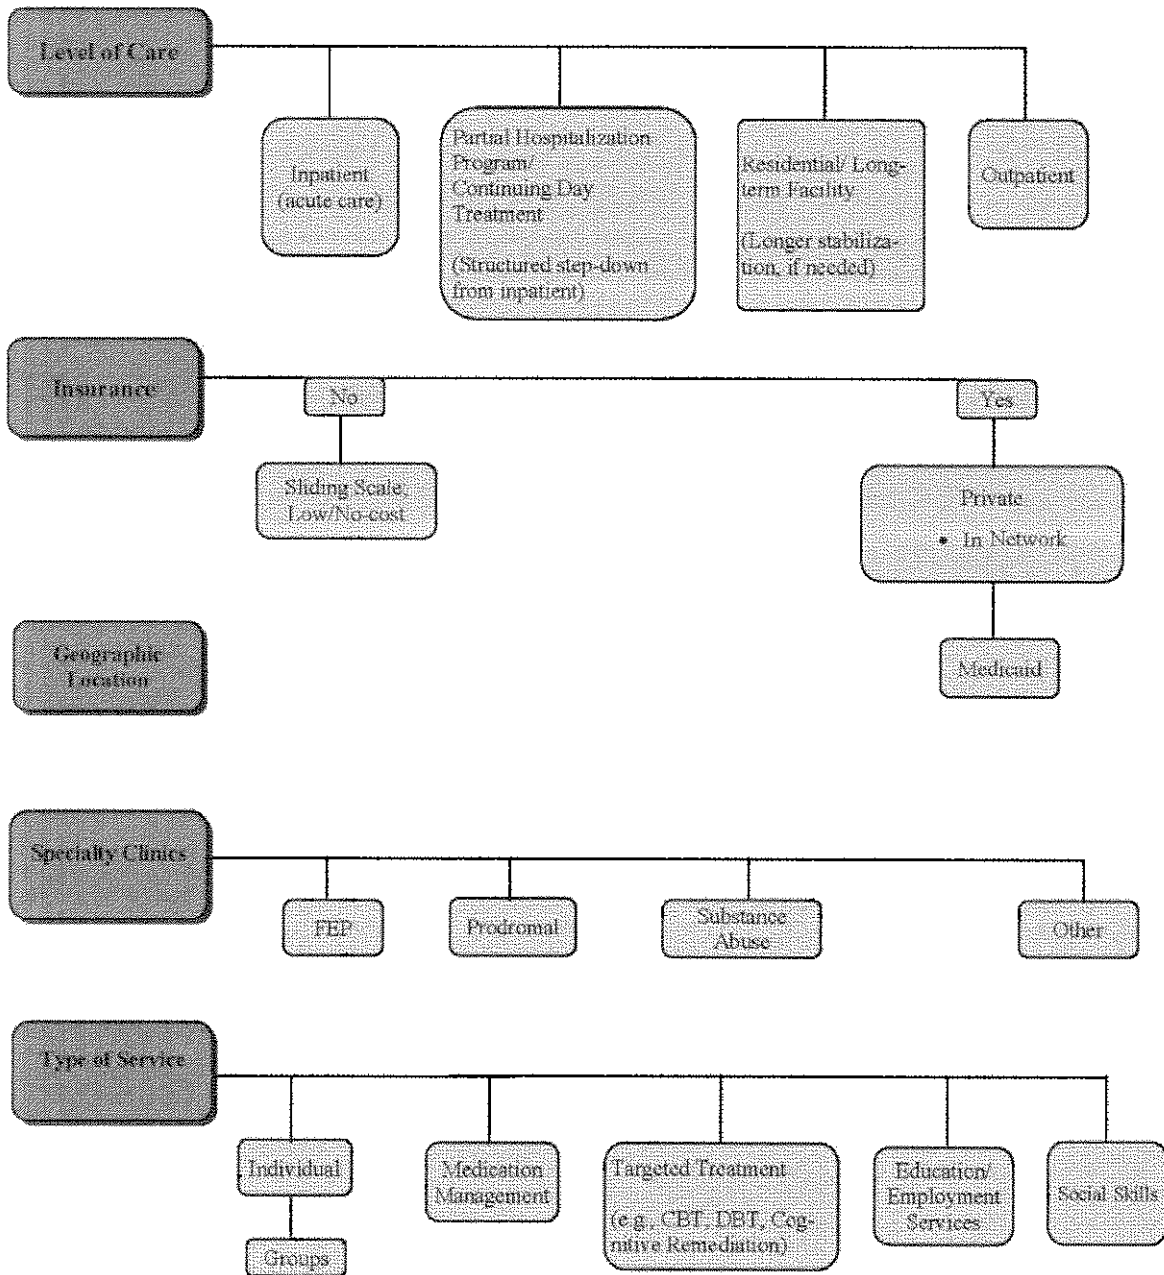 Level of Care
Inpatient
(acute care)
Partial Hospitalization
Program/
Continuing Day
Treatment
(Structured step-down
from inpatient)
Residential/ Long-
term Facility
(Longer stabiliza-
tion, if needed)
Outpatient
Insurance
No
Sliding Scale,
Low/No-cost
Yes
Private
• In Network
Medicaid
Geographic
Location
Specialty Clinics
FEP
Prodromal
Substance
Abuse
Other
Type of Service
Individual
Groups
Medication
Management
Targeted Treatment
(e.g., CBT, DBT, Cog-
nitive Remediation)
Education/
Employment
Services
Social Skills